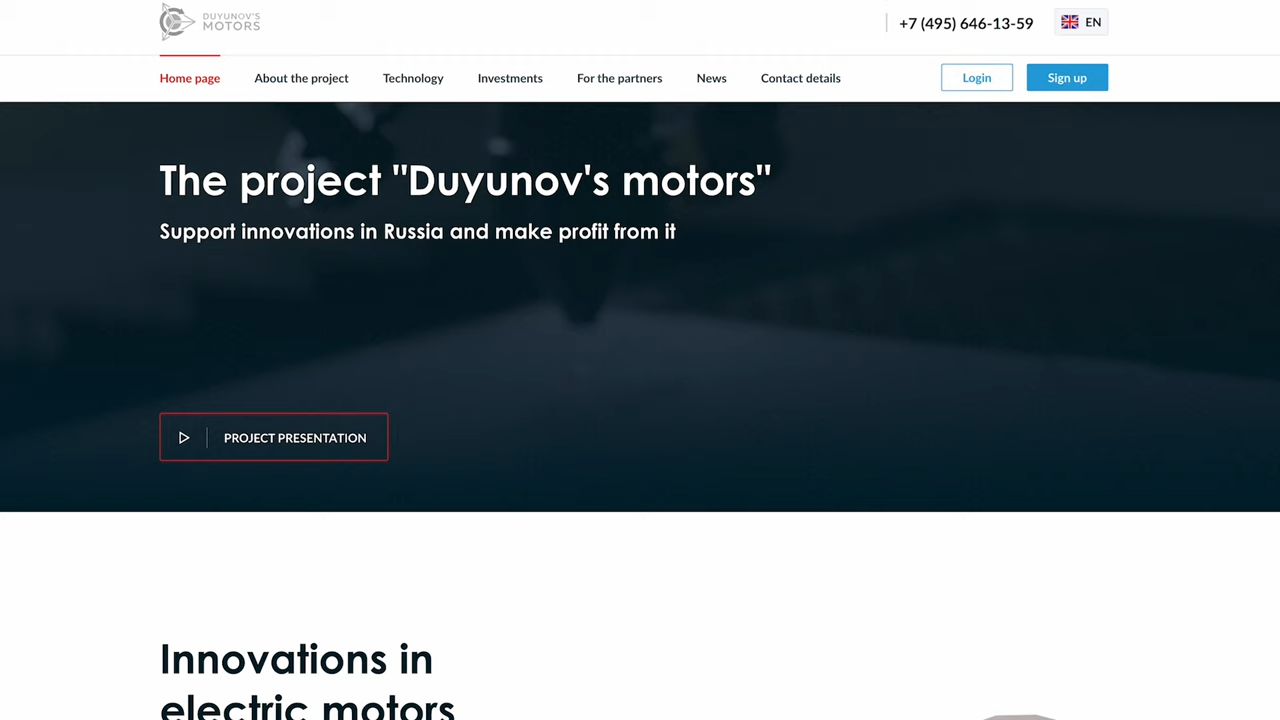 DUYUNOV'S
MOTORS
+7 (495) 646-13-59
EN
Home page
About the project
Technology
Investments
For the partners
News
Contact details
Login
Sign up
The project "Duyunov's motors"
Support innovations in Russia and make profit from it
PROJECT PRESENTATION
Innovations in
electric motors